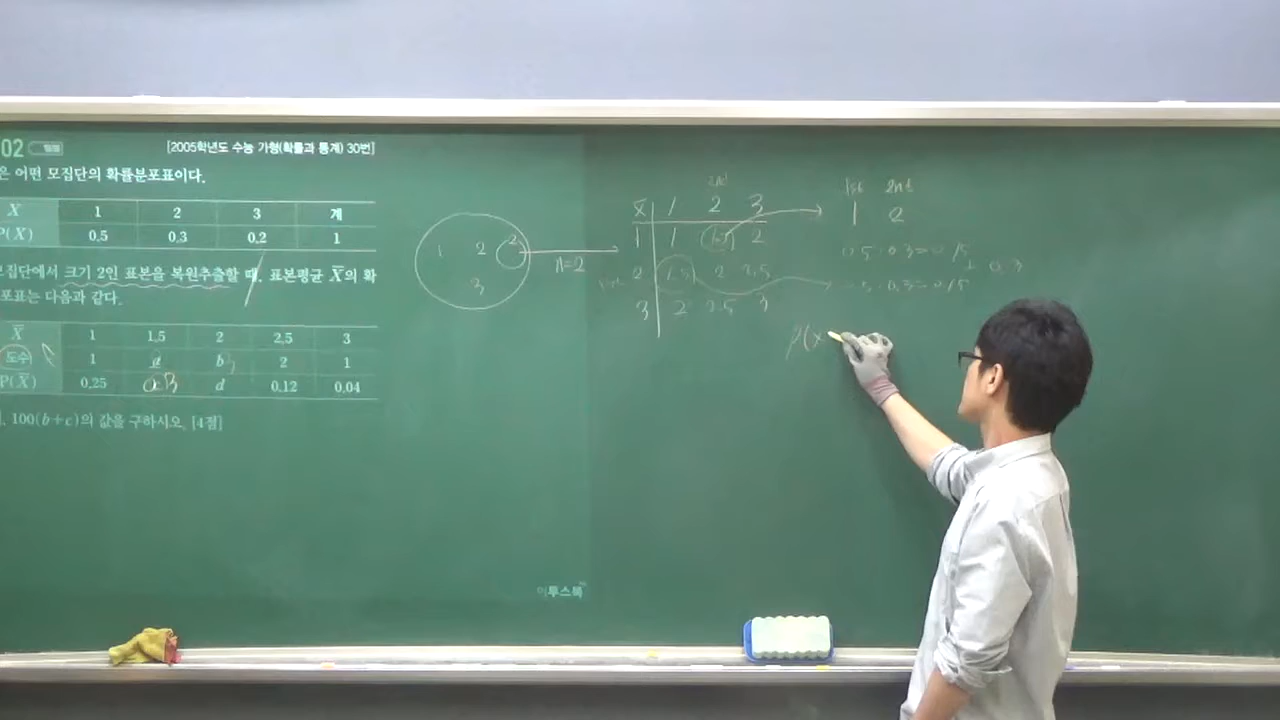 02
[2005학년도 수능 가형(확률과 통계) 30번]
은 어떤 모집단의 확률분포표이다.
X 1 2 3 계
P(X) 0.5 0.3 0.2 1
모집단에서 크기 2인 표본을 복원추출할 때, 표본평균 X̄의 확
포표는 다음과 같다.
X̄ 1 1.5 2 2.5 3
도수 1 a b 2 1
P(X̄) 0.25 d 0.12 0.04
100(b+c)의 값을 구하시오. [4점]
이투스북
1 2 2
3
n=2
2nd
X̄ 1 2 3
1 1 1.5 2
2 1.5 2 2.5
3 2 2.5 3
1st 2nd
1 2
0.5·0.3=0.15
+ 0.3
0.3=0.15
P(X